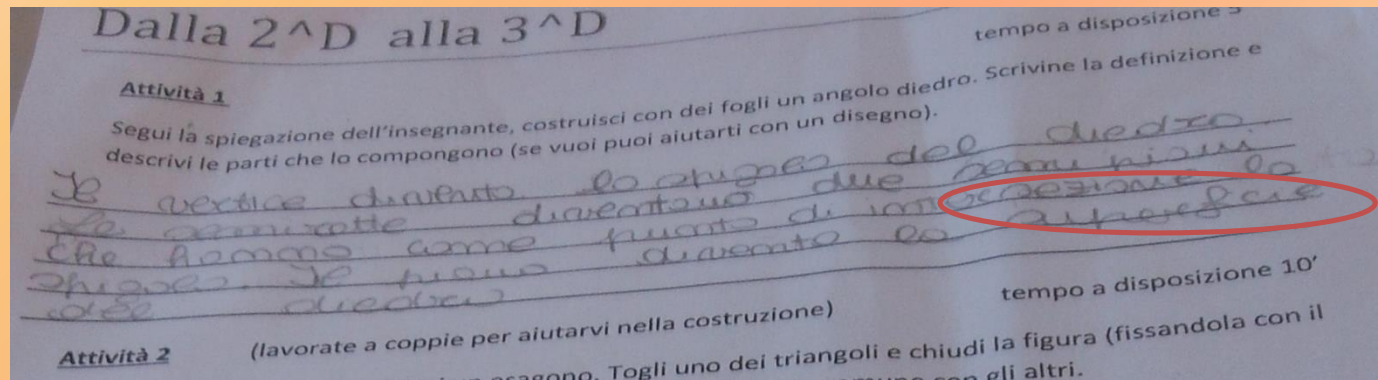 Dalla 2^D alla 3^D
tempo a disposizione 5
Attività 1
Segui la spiegazione dell'insegnante, costruisci con dei fogli un angolo diedro. Scrivine la definizione e
descrivi le parti che lo compongono (se vuoi puoi aiutarti con un disegno).
Il vertice diventa lo spigolo del diedro
Le semirette diventano due semipiani
che hanno come punto di intersezione lo
spigolo. Il piano diventa la
del diedro
tempo a disposizione 10'
Attività 2 (lavorate a coppie per aiutarvi nella costruzione)
esagono. Togli uno dei triangoli e chiudi la figura (fissandola con il
con gli altri.